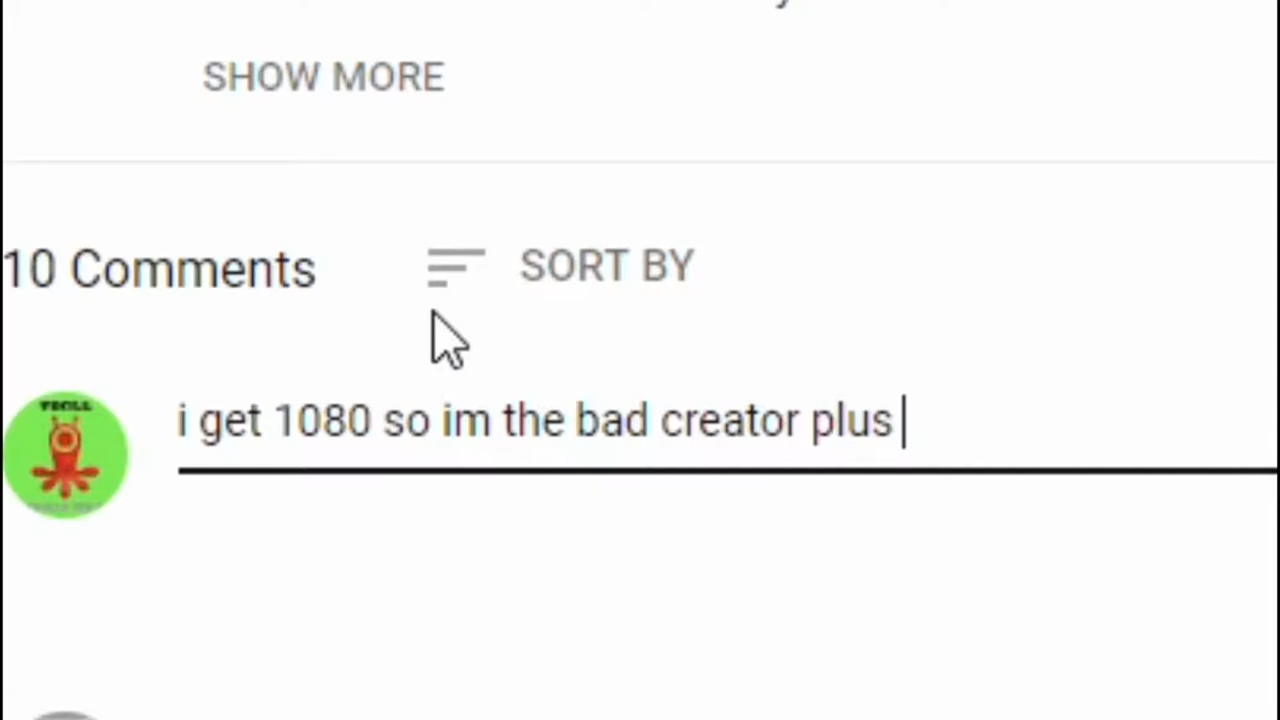 SHOW MORE
10 Comments
SORT BY
i get 1080 so im the bad creator plus